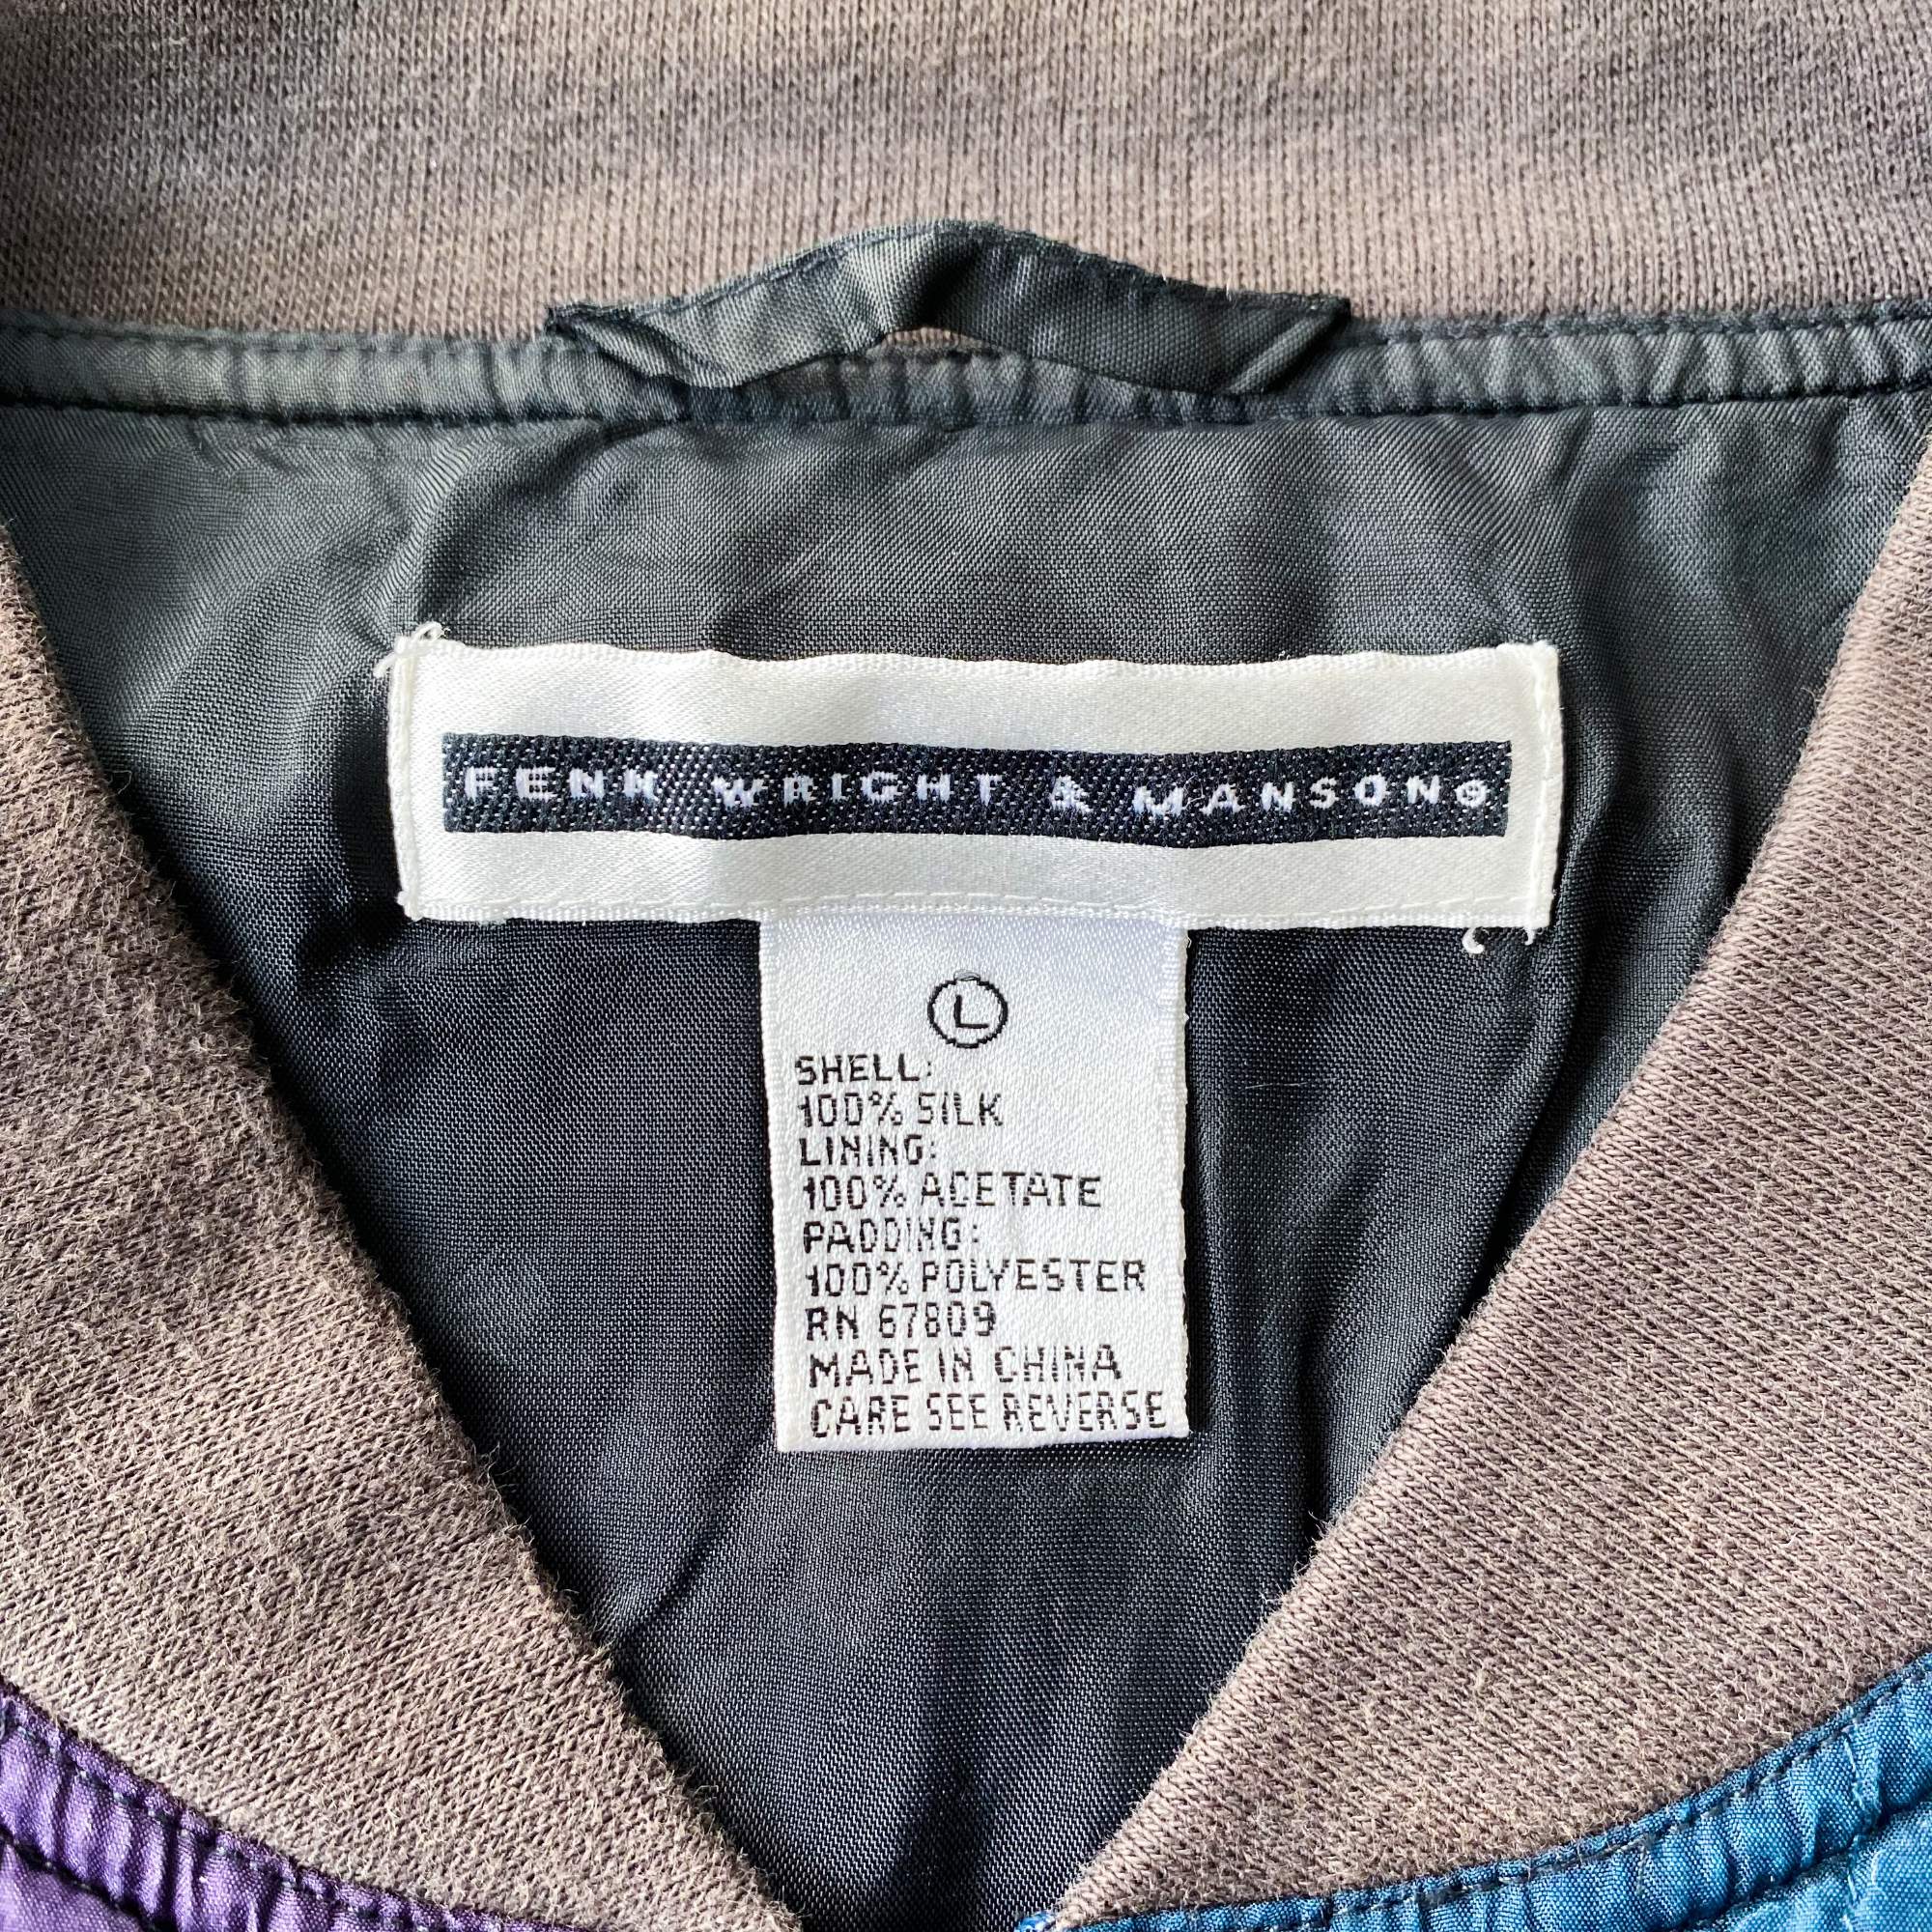 FENN WRIGHT & MANSON®
L
SHELL:
100% SILK
LINING:
100% ACETATE
PADDING:
100% POLYESTER
RN 67809
MADE IN CHINA
CARE SEE REVERSE